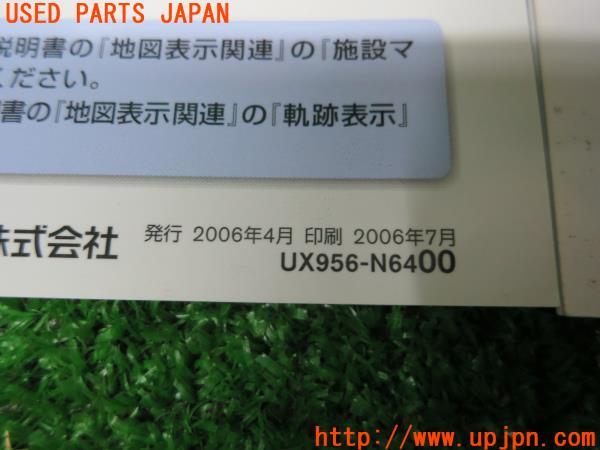 USED PARTS JAPAN
説明書の『地図表示関連』の『施設マ
ください。
書の『地図表示関連』の『軌跡表示』
株式会社 発行 2006年4月 印刷 2006年7月
UX956-N6400
http://www.upjpn.com/